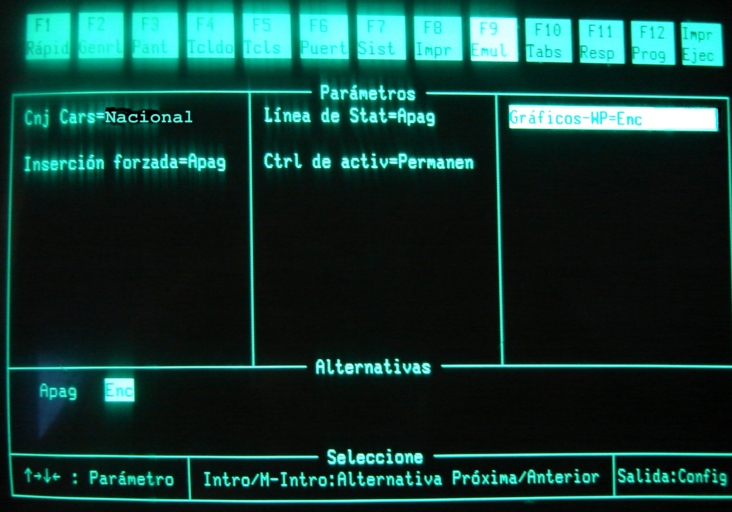 F1 F2 F3 F4 F5 F6 F7 F8 F9 F10 F11 F12 Impr
Rápid Genrl Pant Tcldo Tcls Puert Sist Impr Emul Tabs Resp Prog Ejec
Parámetros
Cnj Cars=Nacional Línea de Stat=Apag Gráficos-WP=Enc
Inserción forzada=Apag Ctrl de activ=Permanen
Alternativas
Apag Enc
Seleccione
↑→↓← : Parámetro Intro/M-Intro:Alternativa Próxima/Anterior Salida:Config